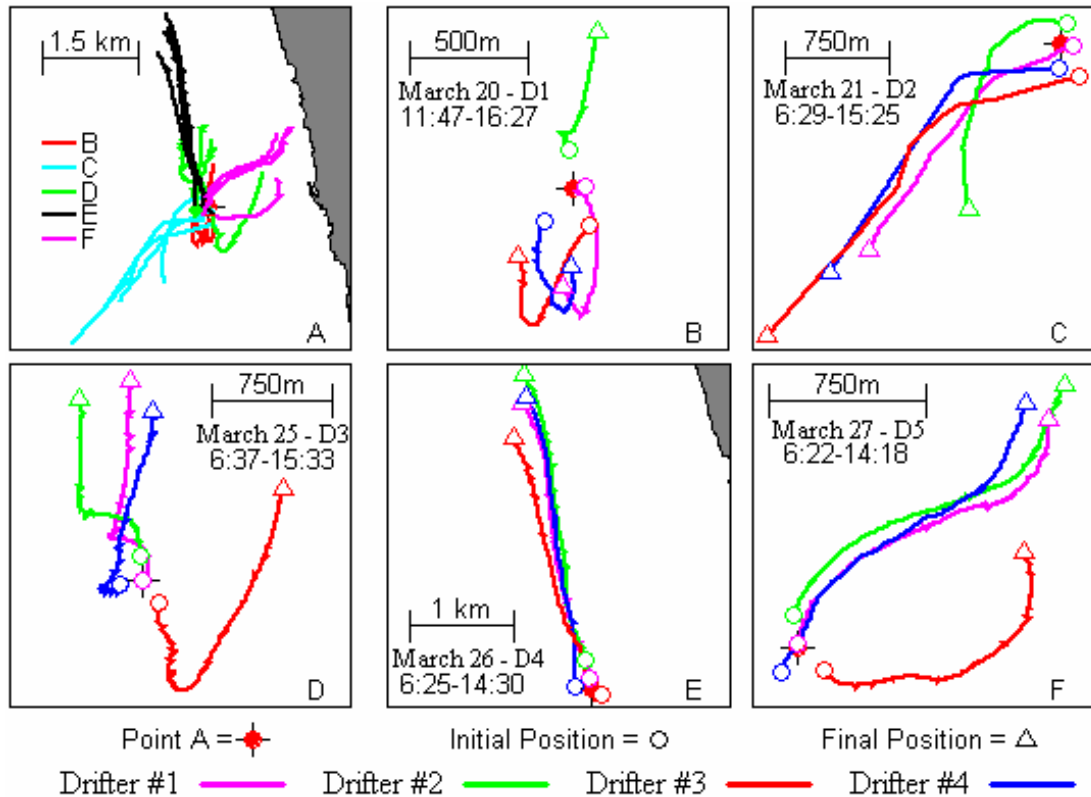 1.5 km
B
C
D
E
F
A
500m
March 20 - D1
11:47-16:27
B
750m
March 21 - D2
6:29-15:25
C
750m
March 25 - D3
6:37-15:33
D
1 km
March 26 - D4
6:25-14:30
E
750m
March 27 - D5
6:22-14:18
F
Point A =
Initial Position =
Final Position =
Drifter #1
Drifter #2
Drifter #3
Drifter #4